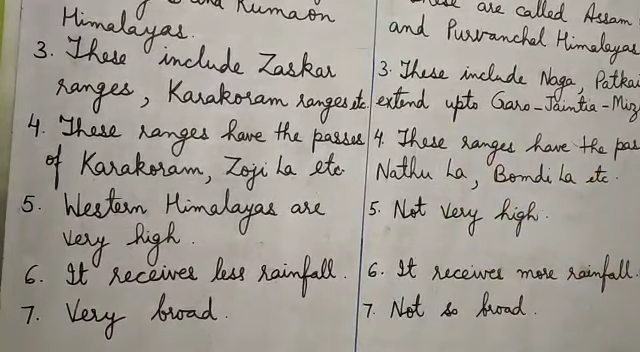 and Kumaon
Himalayas.
3. These include Zaskar
ranges, Karakoram ranges etc.
4. These ranges have the passes
of Karakoram, Zoji La etc.
5. Western Himalayas are
very high.
6. It receives less rainfall.
7. Very broad.
are called Assam
and Purvanchal Himalayas
3. These include Naga, Patkai
extend upto Garo-Jaintia-Miz
4. These ranges have the pas
Nathu La, Bomdi La etc.
5. Not very high.
6. It receives more rainfall.
7. Not so broad.